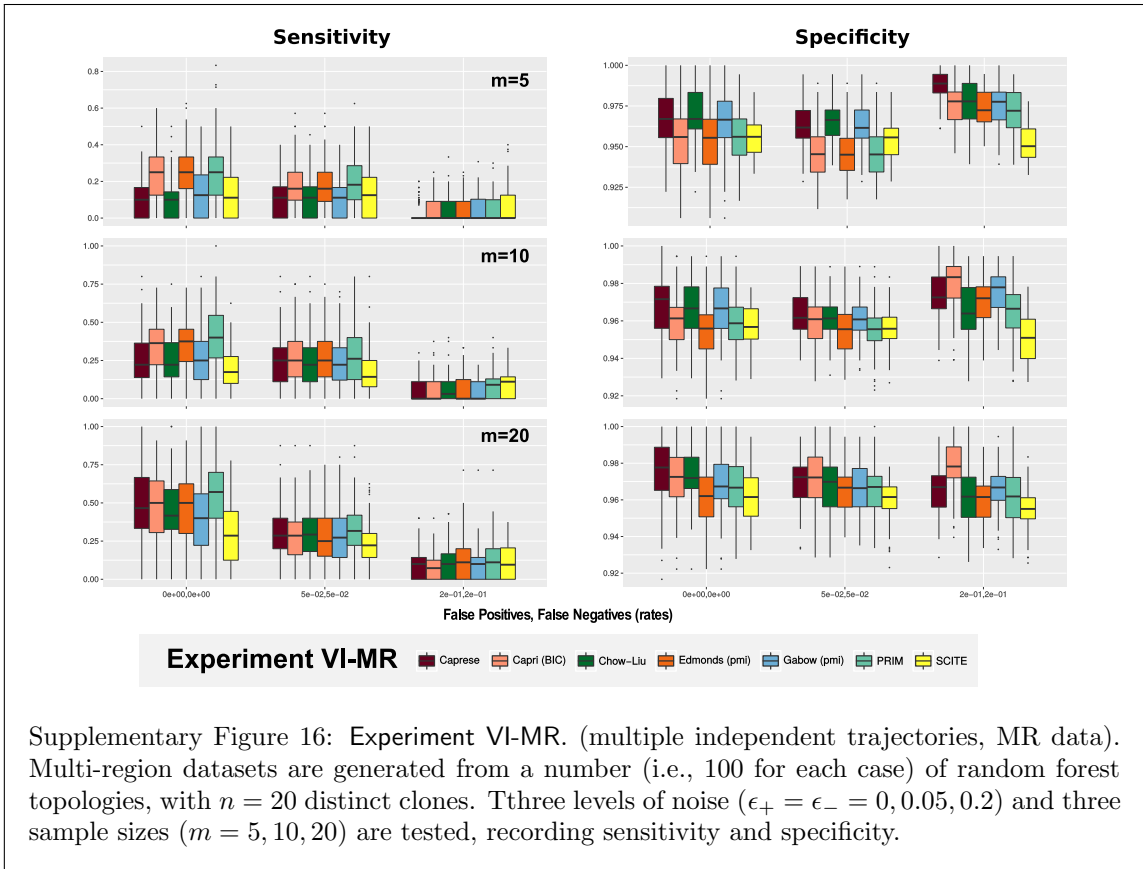 Sensitivity
Specificity
m=5
0.8
0.6
0.4
0.2
0.0
1.000
0.975
0.950
0.925
m=10
1.00
0.75
0.50
0.25
0.00
1.00
0.98
0.96
0.94
0.92
m=20
1.00
0.75
0.50
0.25
0.00
1.00
0.98
0.96
0.94
0.92
0e+00,0e+00 5e−02,5e−02 2e−01,2e−01
0e+00,0e+00 5e−02,5e−02 2e−01,2e−01
False Positives, False Negatives (rates)
Experiment VI-MR Caprese Capri (BIC) Chow−Liu Edmonds (pmi) Gabow (pmi) PRIM SCITE
Supplementary Figure 16: Experiment VI-MR. (multiple independent trajectories, MR data).
Multi-region datasets are generated from a number (i.e., 100 for each case) of random forest
topologies, with n = 20 distinct clones. Tthree levels of noise (ϵ+ = ϵ− = 0, 0.05, 0.2) and three
sample sizes (m = 5, 10, 20) are tested, recording sensitivity and specificity.